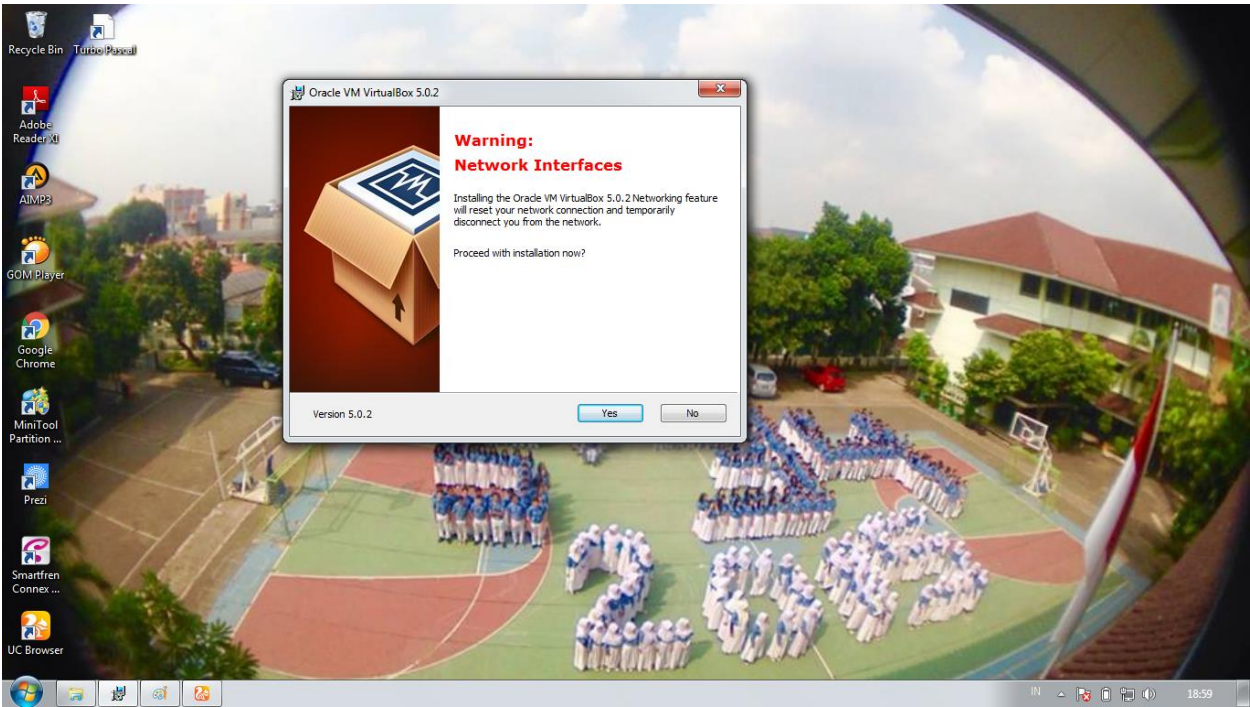 Recycle Bin
Turbo Pascal
Adobe
Reader XI
AIMP3
GOM Player
Google
Chrome
MiniTool
Partition ...
Prezi
Smartfren
Connex ...
UC Browser
Oracle VM VirtualBox 5.0.2
Warning:
Network Interfaces
Installing the Oracle VM VirtualBox 5.0.2 Networking feature
will reset your network connection and temporarily
disconnect you from the network.
Proceed with installation now?
Version 5.0.2
Yes
No
IN
18:59